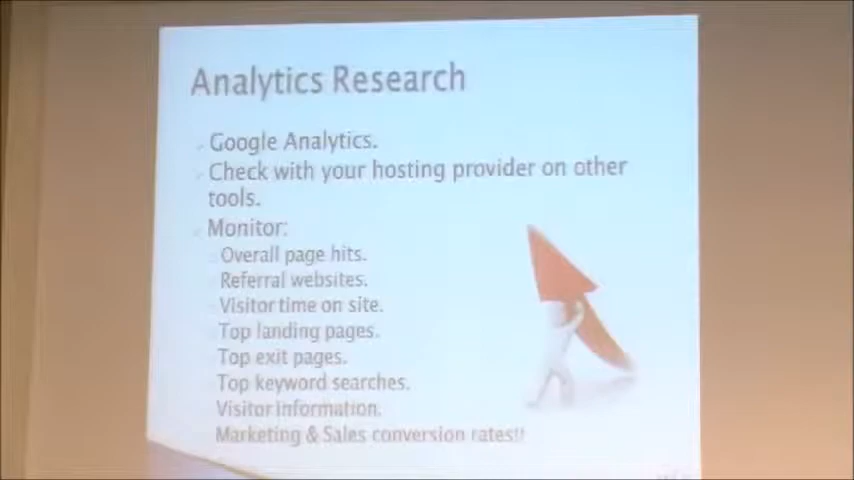 Analytics Research
Google Analytics.
Check with your hosting provider on other
tools.
Monitor:
Overall page hits.
Referral websites.
Visitor time on site.
Top landing pages.
Top exit pages.
Top keyword searches.
Visitor information.
Marketing & Sales conversion rates!!